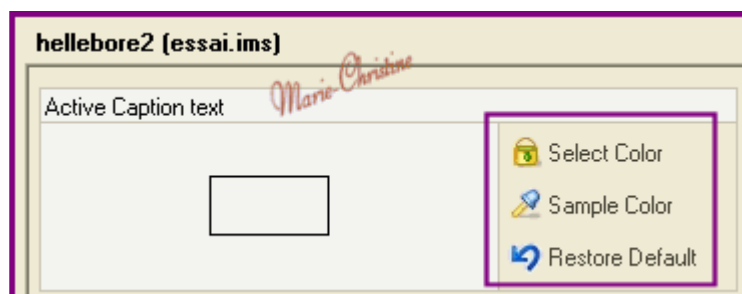 hellebore2 (essai.ims)
Marie-Christine
Active Caption text
Select Color
Sample Color
Restore Default